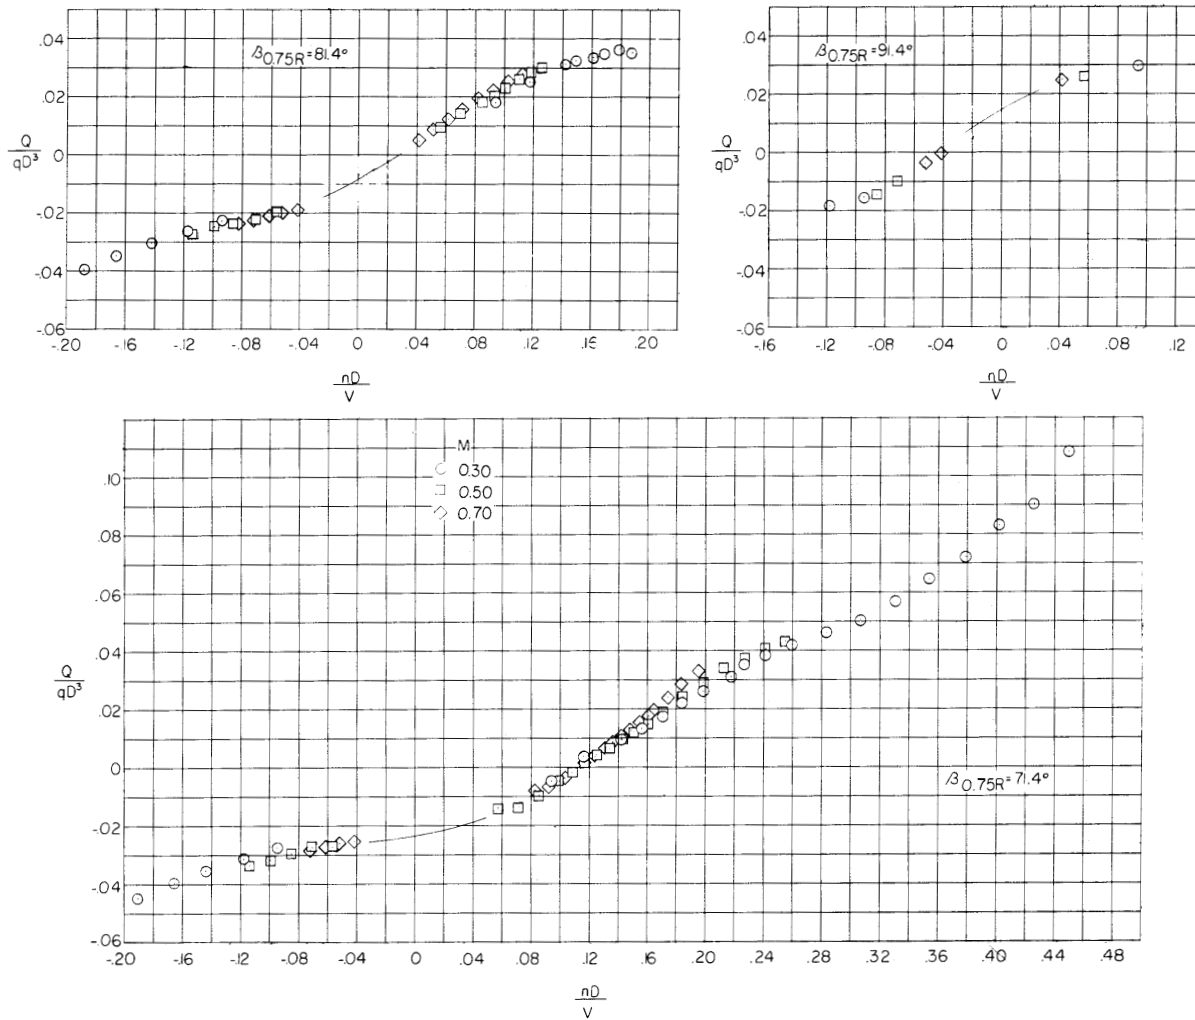 .04
.02
0
-.02
-.04
-.06
Q
qD³
β0.75R=81.4°
-.20 -.16 -.12 -.08 -.04 0 .04 .08 .12 .16 .20
nD
V
.04
.02
0
-.02
-.04
-.06
Q
qD³
β0.75R=91.4°
-.16 -.12 -.08 -.04 0 .04 .08 .12
nD
V
M
0.30
0.50
0.70
.10
.08
.06
.04
.02
0
-.02
-.04
-.06
Q
qD³
β0.75R=71.4°
-.20 -.16 -.12 -.08 -.04 0 .04 .08 .12 .16 .20 .24 .28 .32 .36 .40 .44 .48
nD
V